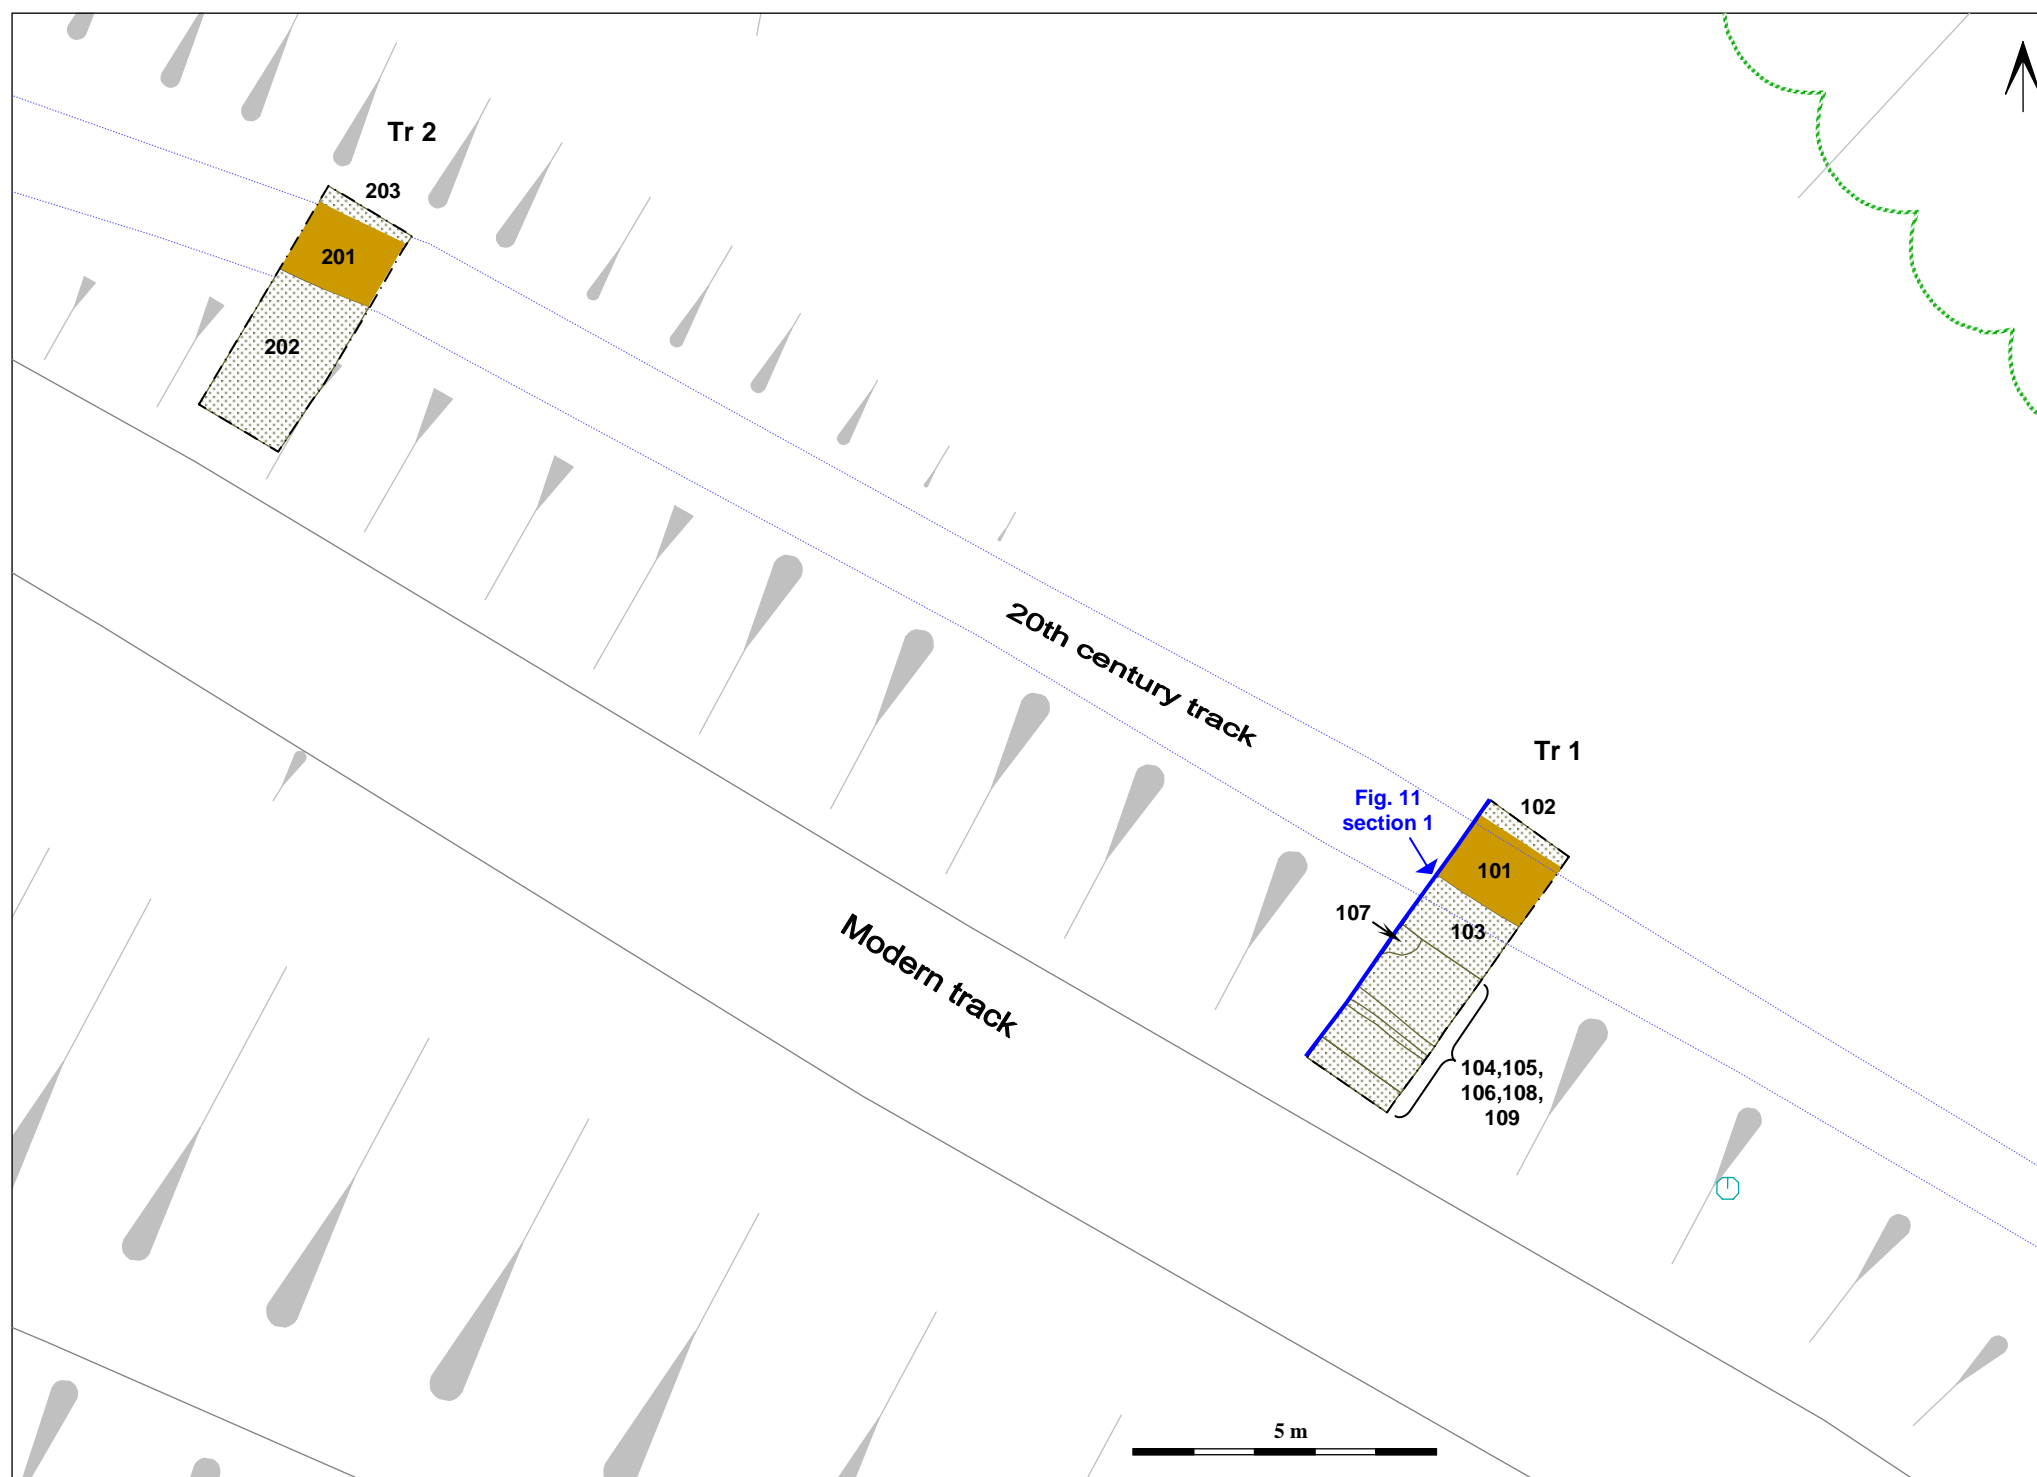 Tr 2
203
201
202
20th century track
Tr 1
Fig. 11
section 1
102
101
107
103
Modern track
104,105,
106,108,
109
5 m